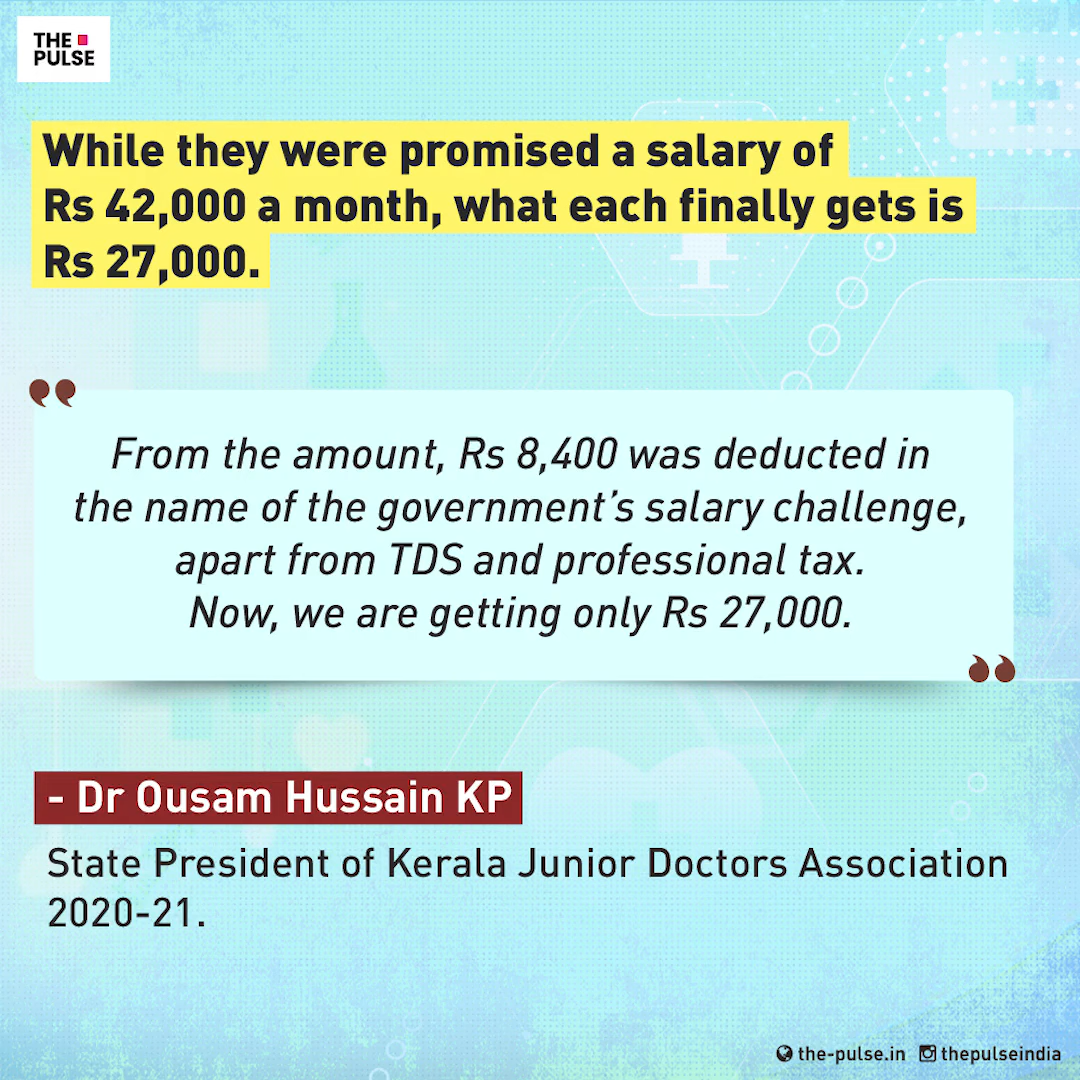 THE
PULSE
While they were promised a salary of
Rs 42,000 a month, what each finally gets is
Rs 27,000.
From the amount, Rs 8,400 was deducted in
the name of the government’s salary challenge,
apart from TDS and professional tax.
Now, we are getting only Rs 27,000.
- Dr Ousam Hussain KP
State President of Kerala Junior Doctors Association
2020-21.
the-pulse.in thepulseindia